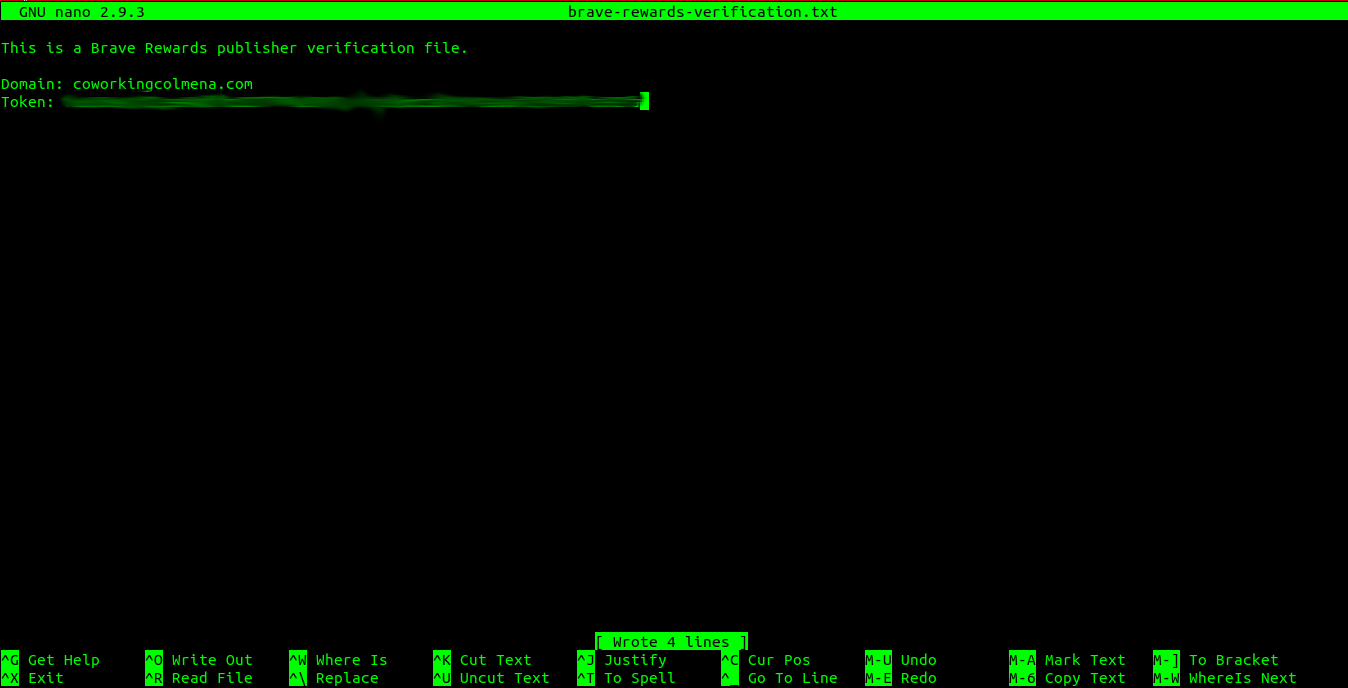 GNU nano 2.9.3 brave-rewards-verification.txt
This is a Brave Rewards publisher verification file.
Domain: coworkingcolmena.com
Token:
[ Wrote 4 lines ]
^G Get Help ^O Write Out ^W Where Is ^K Cut Text ^J Justify ^C Cur Pos M-U Undo M-A Mark Text M-] To Bracket
^X Exit ^R Read File ^\ Replace ^U Uncut Text ^T To Spell ^_ Go To Line M-E Redo M-6 Copy Text M-W WhereIs Next